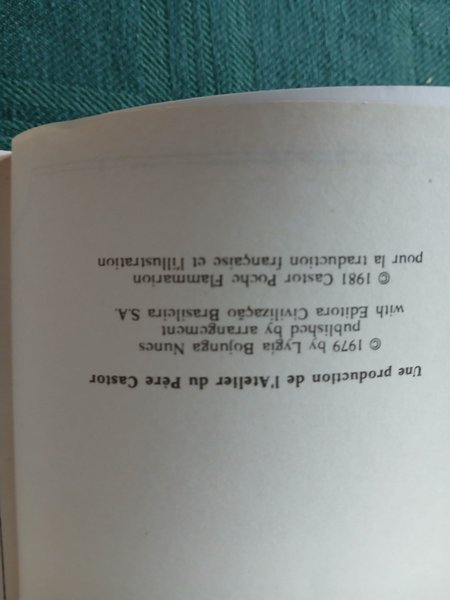 Une production de l'Atelier du Père Castor
© 1979 by Lygia Bojunga Nunes
published by arrangement
with Editora Civilização Brasileira S.A.
© 1981 Castor Poche Flammarion
pour la traduction française et l'illustration